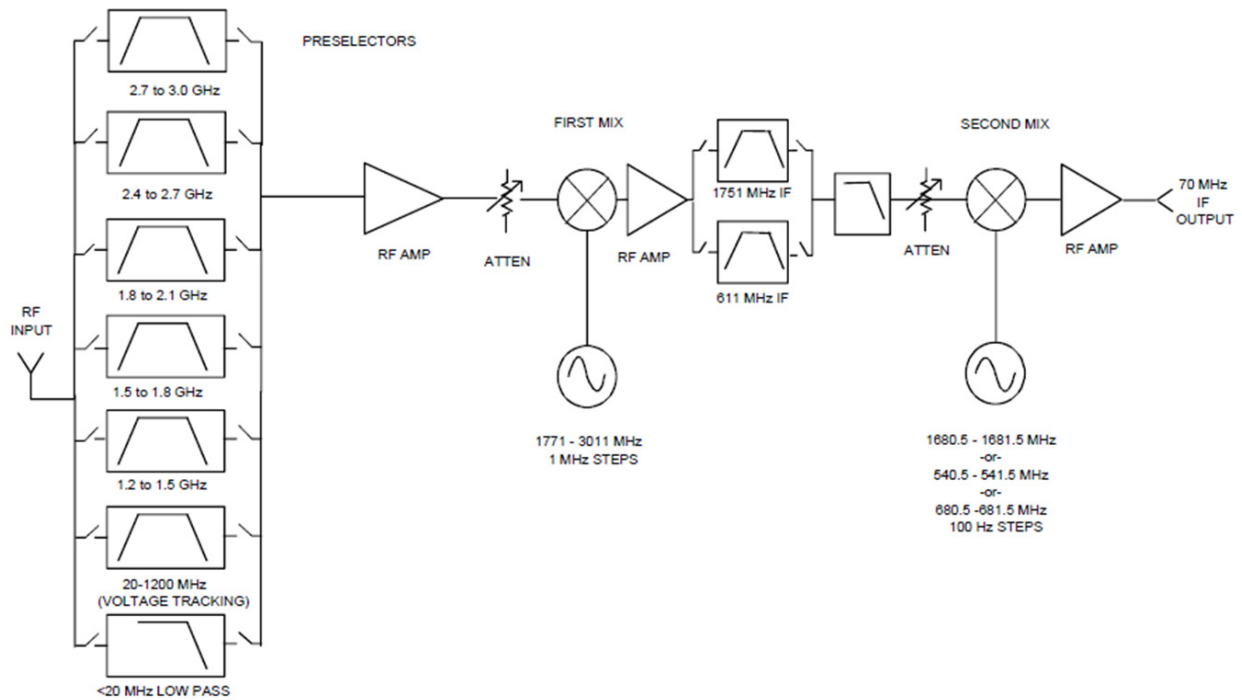 PRESELECTORS
2.7 to 3.0 GHz
2.4 to 2.7 GHz
1.8 to 2.1 GHz
RF
INPUT
1.5 to 1.8 GHz
1.2 to 1.5 GHz
20-1200 MHz
(VOLTAGE TRACKING)
<20 MHz LOW PASS
RF AMP
ATTEN
FIRST MIX
1771 - 3011 MHz
1 MHz STEPS
RF AMP
1751 MHz IF
611 MHz IF
ATTEN
SECOND MIX
1680.5 - 1681.5 MHz
-or-
540.5 - 541.5 MHz
-or-
680.5 -681.5 MHz
100 Hz STEPS
RF AMP
70 MHz
IF
OUTPUT